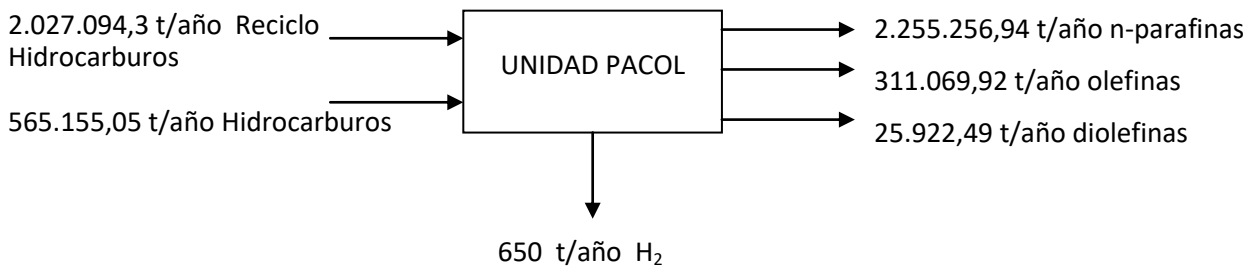 2.027.094,3 t/año Reciclo
Hidrocarburos
565.155,05 t/año Hidrocarburos
UNIDAD PACOL
2.255.256,94 t/año n-parafinas
311.069,92 t/año olefinas
25.922,49 t/año diolefinas
650 t/año H₂